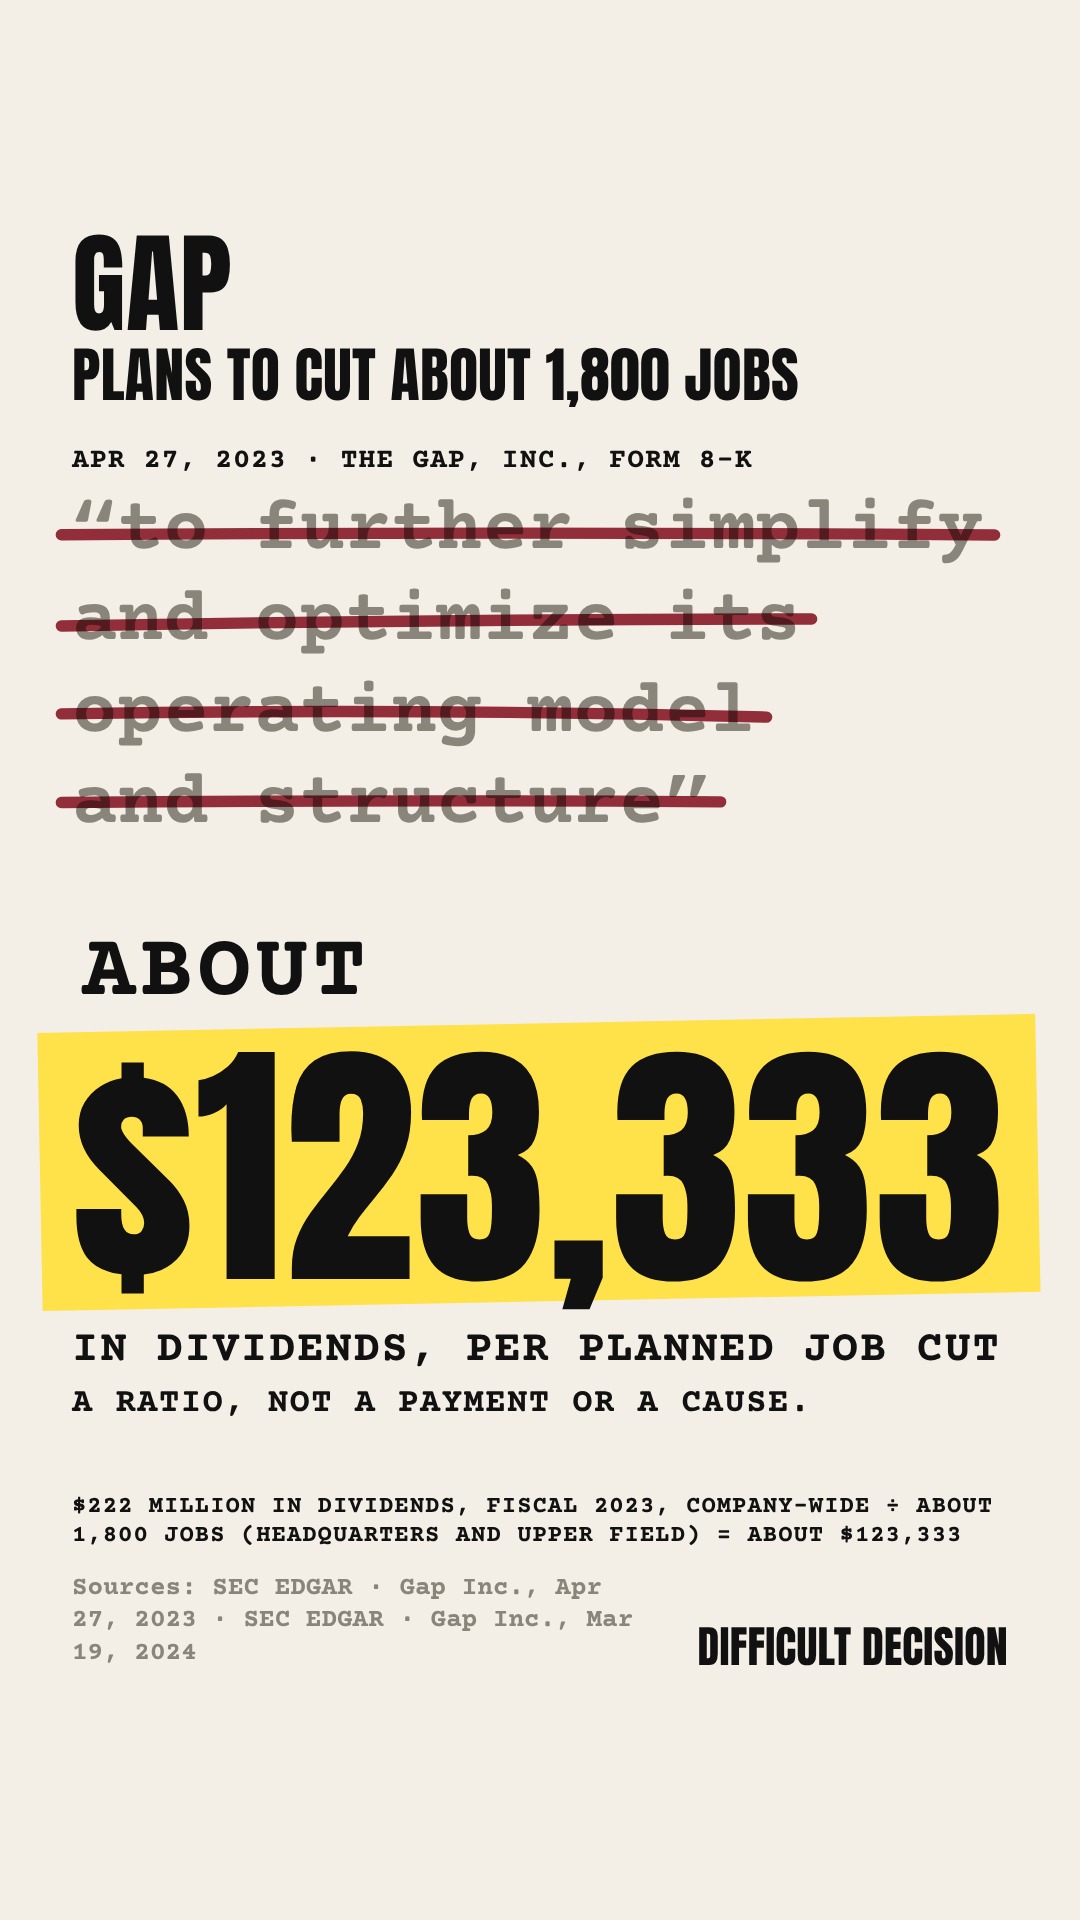 GAP
PLANS TO CUT ABOUT 1,800 JOBS
APR 27, 2023 · THE GAP, INC., FORM 8-K
“to further simplify
and optimize its
operating model
and structure”
ABOUT
$123,333
IN DIVIDENDS, PER PLANNED JOB CUT
A RATIO, NOT A PAYMENT OR A CAUSE.
$222 MILLION IN DIVIDENDS, FISCAL 2023, COMPANY-WIDE ÷ ABOUT
1,800 JOBS (HEADQUARTERS AND UPPER FIELD) = ABOUT $123,333
Sources: SEC EDGAR · Gap Inc., Apr
27, 2023 · SEC EDGAR · Gap Inc., Mar
19, 2024
DIFFICULT DECISION